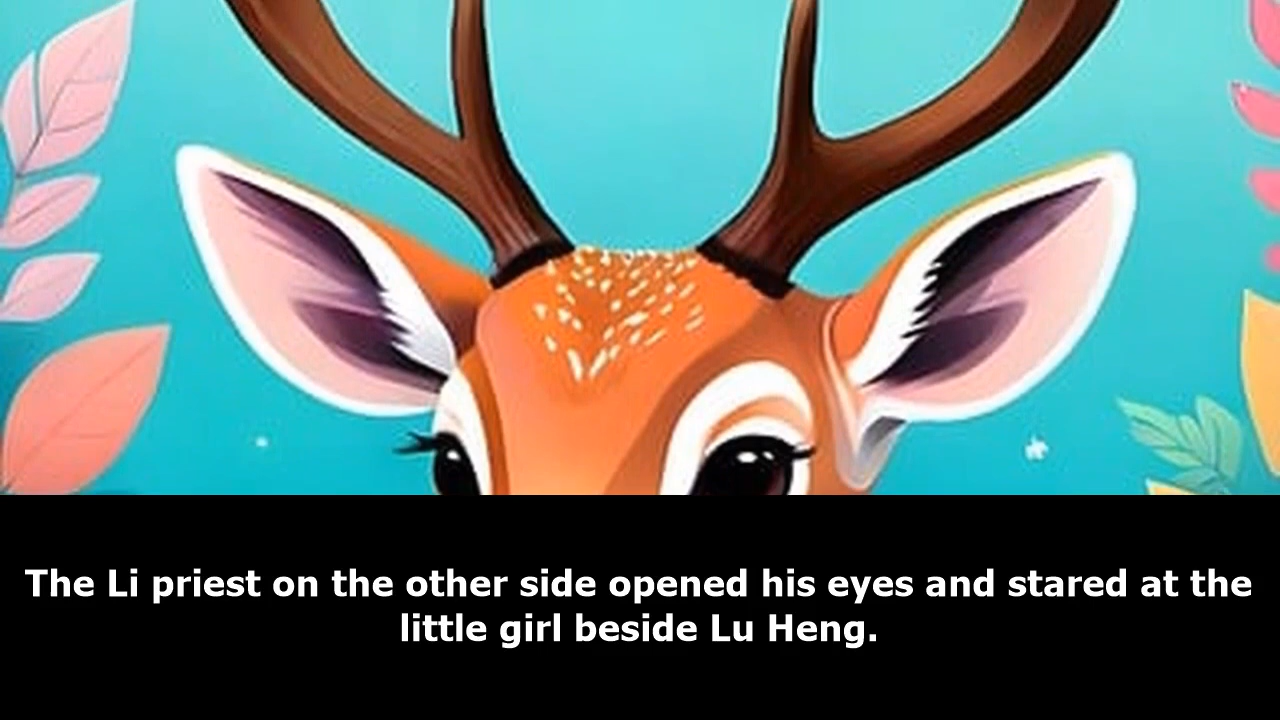 The Li priest on the other side opened his eyes and stared at the
little girl beside Lu Heng.